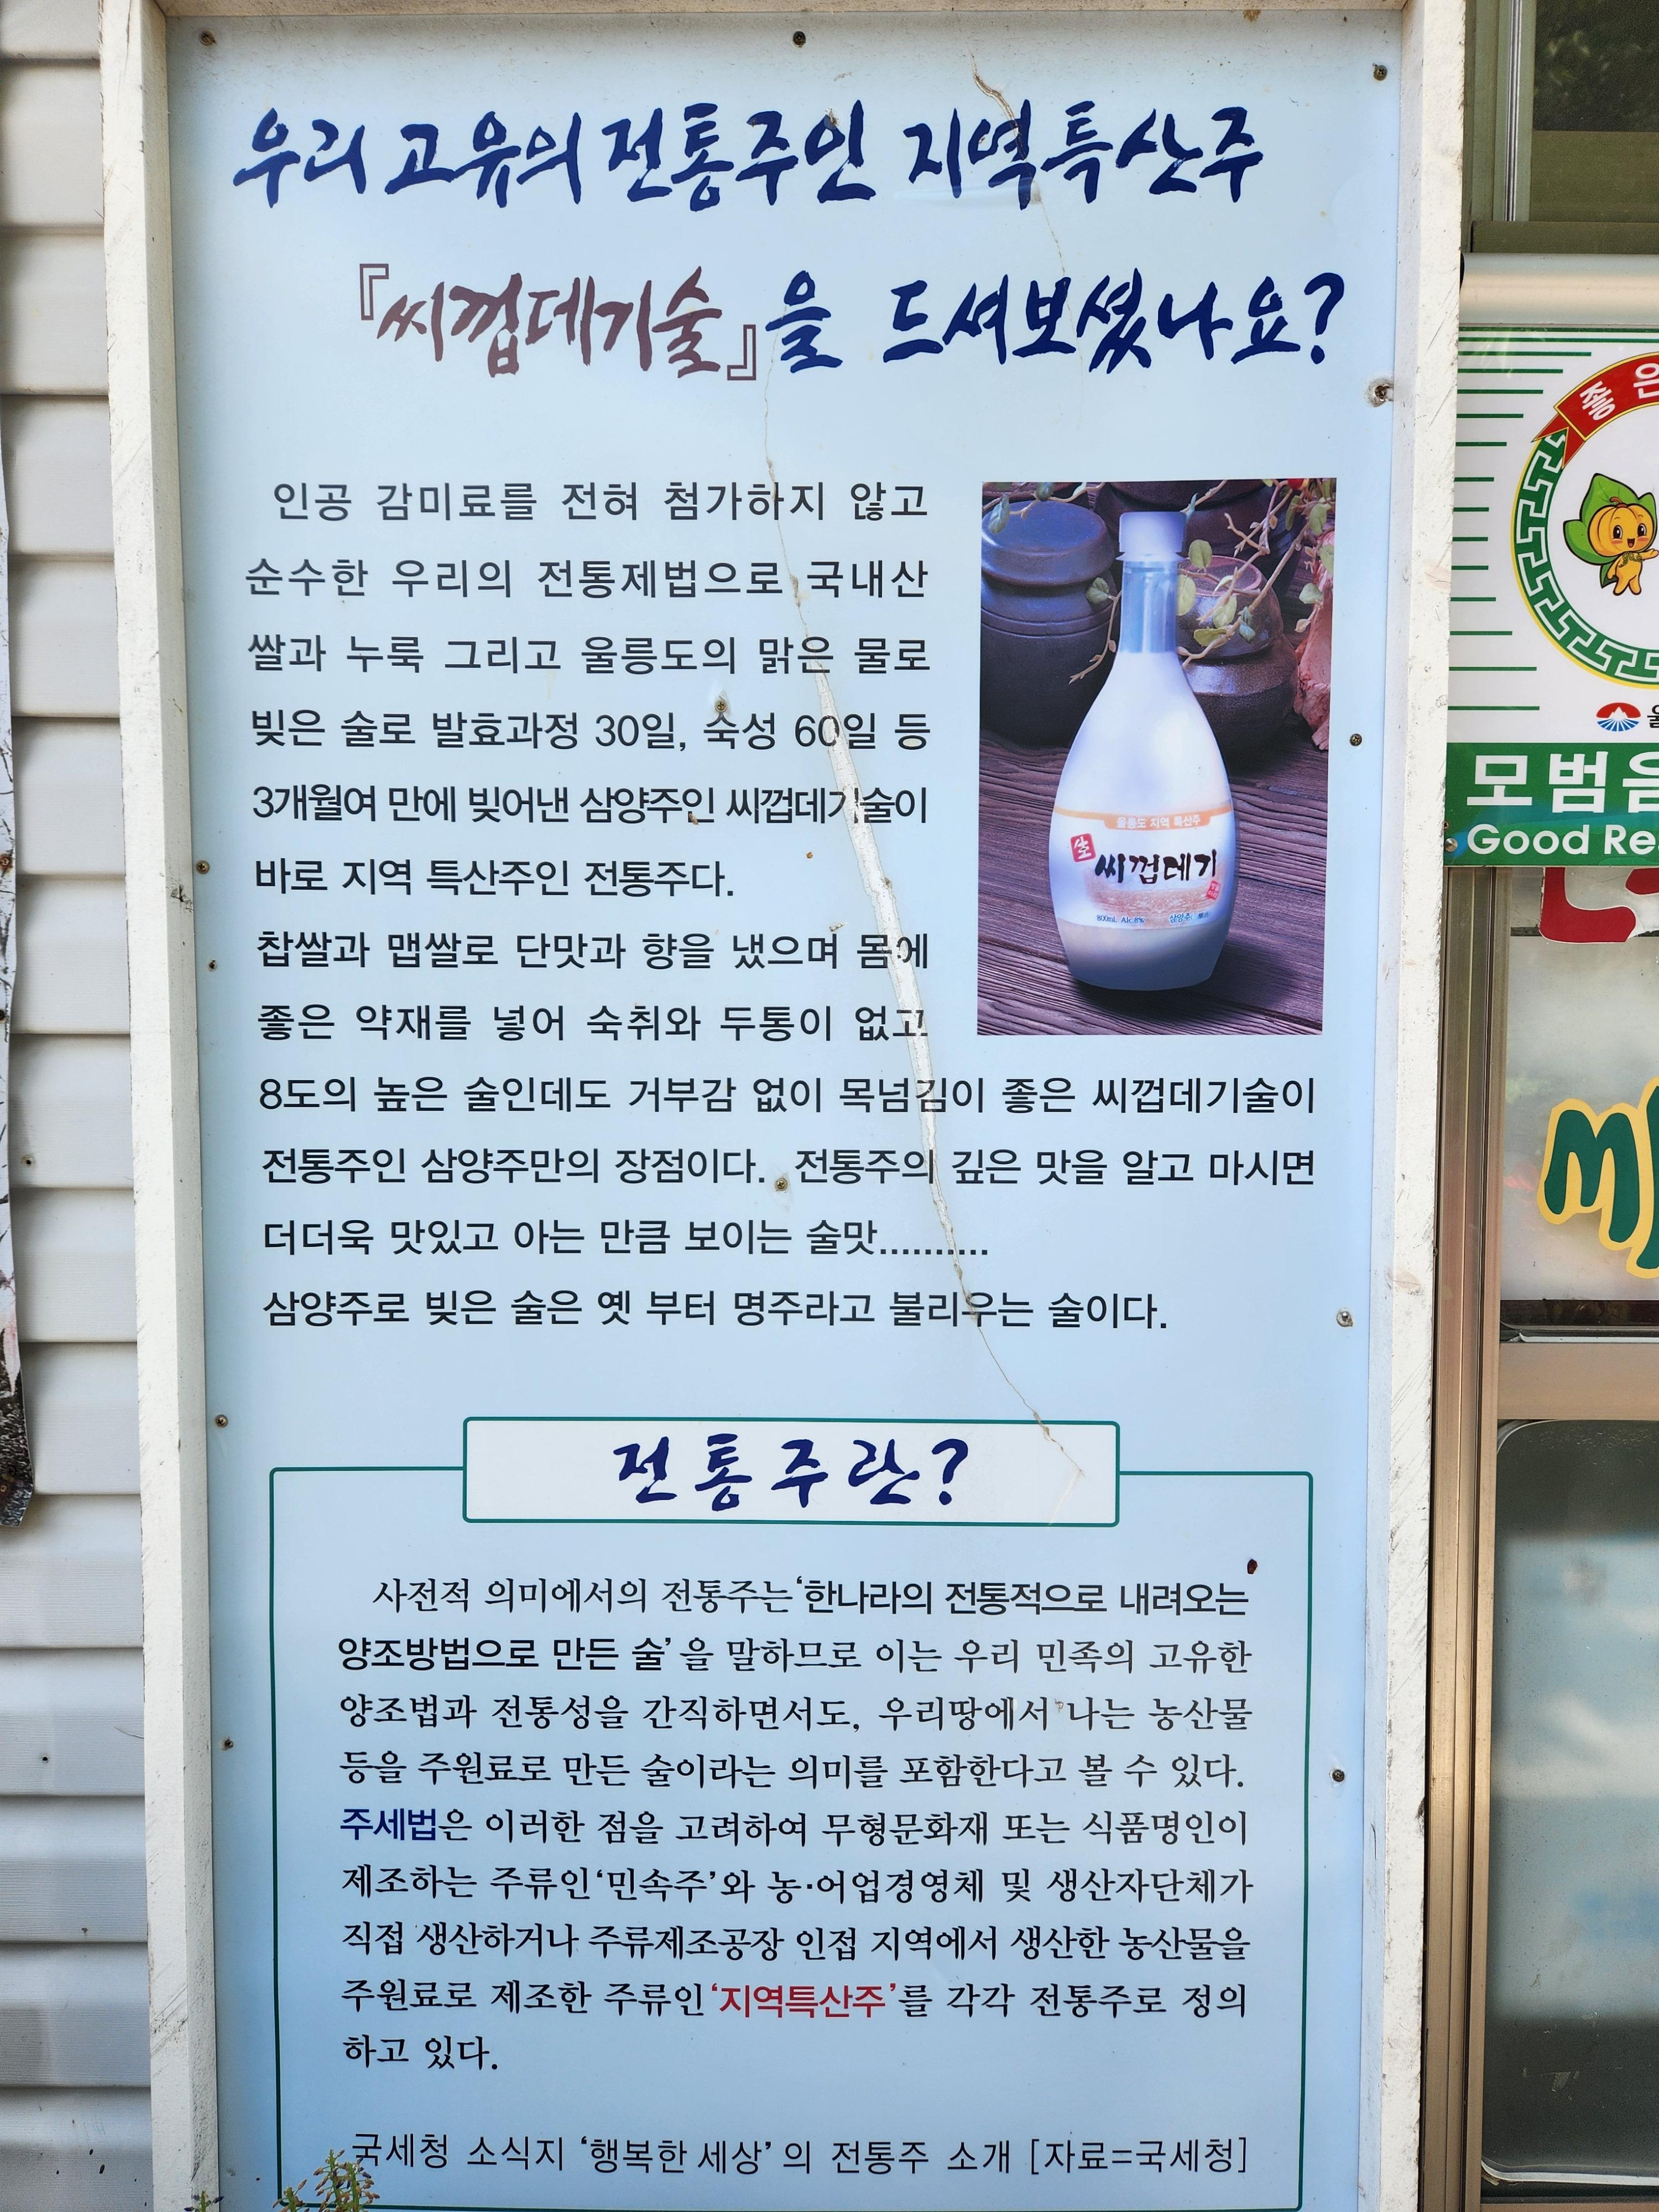 우리 고유의 전통주인 지역특산주
『씨껍데기술』을 드셔보셨나요?
인공 감미료를 전혀 첨가하지 않고
순수한 우리의 전통제법으로 국내산
쌀과 누룩 그리고 울릉도의 맑은 물로
빚은 술로 발효과정 30일, 숙성 60일 등
3개월여 만에 빚어낸 삼양주인 씨껍데기술이
바로 지역 특산주인 전통주다.
찹쌀과 맵쌀로 단맛과 향을 냈으며 몸에
좋은 약재를 넣어 숙취와 두통이 없고
8도의 높은 술인데도 거부감 없이 목넘김이 좋은 씨껍데기술이
전통주인 삼양주만의 장점이다. 전통주의 깊은 맛을 알고 마시면
더더욱 맛있고 아는 만큼 보이는 술맛..........
삼양주로 빚은 술은 옛 부터 명주라고 불리우는 술이다.
울릉도 지역 특산주
生
씨껍데기
800mL Alc.8% 삼양주
전통주란?
사전적 의미에서의 전통주는 ‘한나라의 전통적으로 내려오는
양조방법으로 만든 술’ 을 말하므로 이는 우리 민족의 고유한
양조법과 전통성을 간직하면서도, 우리땅에서 나는 농산물
등을 주원료로 만든 술이라는 의미를 포함한다고 볼 수 있다.
주세법은 이러한 점을 고려하여 무형문화재 또는 식품명인이
제조하는 주류인 ‘민속주’와 농·어업경영체 및 생산자단체가
직접 생산하거나 주류제조공장 인접 지역에서 생산한 농산물을
주원료로 제조한 주류인 ‘지역특산주’를 각각 전통주로 정의
하고 있다.
국세청 소식지 ‘행복한 세상’ 의 전통주 소개 [자료=국세청]
좋은
울
모범음
Good Re